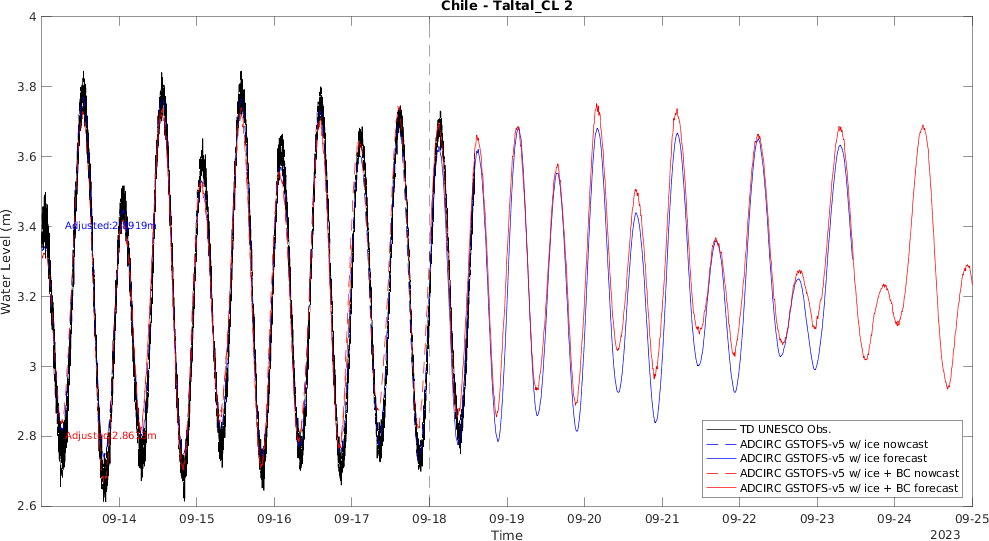 Chile - Taltal_CL 2
Water Level (m)
4
3.8
3.6
3.4
3.2
3
2.8
2.6
TD UNESCO Obs.
ADCIRC GSTOFS-v5 w/ ice nowcast
ADCIRC GSTOFS-v5 w/ ice forecast
ADCIRC GSTOFS-v5 w/ ice + BC nowcast
ADCIRC GSTOFS-v5 w/ ice + BC forecast
09-14 09-15 09-16 09-17 09-18 09-19 09-20 09-21 09-22 09-23 09-24 09-25
Time
2023